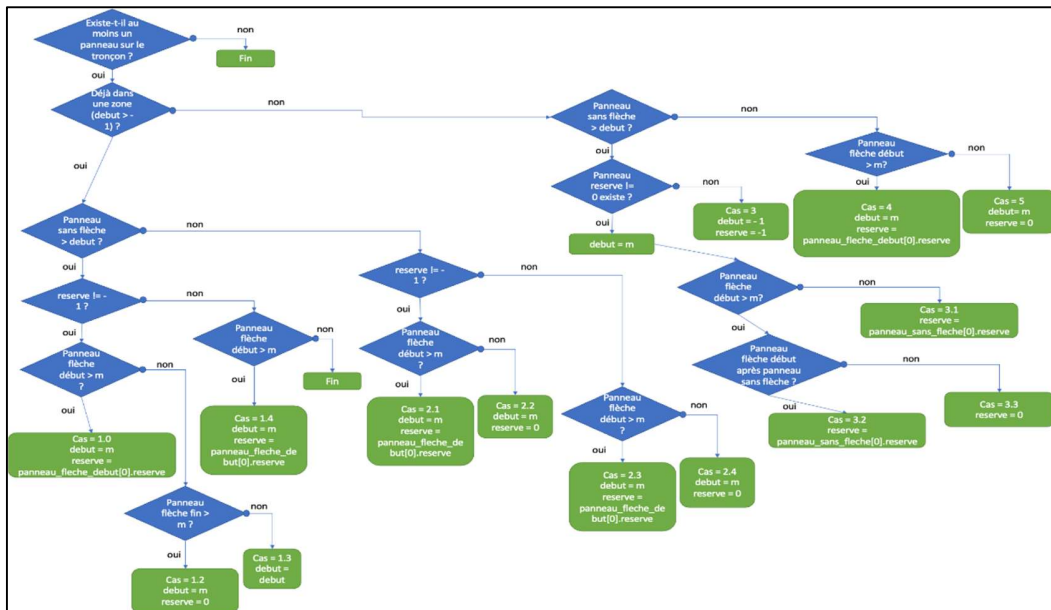 Existe-t-il au
moins un
panneau sur le
tronçon ?
non
Fin
oui
Déjà dans
une zone
(debut > -
1) ?
non
oui
Panneau
sans flèche
> debut ?
non
oui
Panneau
flèche début
> m?
non
oui
Panneau
reserve !=
0 existe ?
non
oui
Cas = 3
debut = - 1
reserve = -1
Cas = 4
debut = m
reserve =
panneau_fleche_debut[0].reserve
Cas = 5
debut= m
reserve = 0
debut = m
Panneau
sans flèche
> debut ?
non
oui
reserve != -
1 ?
non
oui
reserve != -
1 ?
non
oui
Panneau
flèche
début > m?
non
oui
Cas = 3.1
reserve =
panneau_sans_fleche[0].reserve
Panneau
flèche
début > m
?
non
oui
Panneau
flèche
début > m
non
oui
Fin
Panneau
flèche
début > m
?
non
oui
Panneau
flèche début
après panneau
sans flèche ?
non
oui
Cas = 3.3
reserve = 0
Cas = 3.2
reserve =
panneau_sans_fleche[0].reserve
Cas = 1.0
debut = m
reserve =
panneau_fleche_debut[0].reserve
Cas = 1.4
debut = m
reserve =
panneau_fleche_de
but[0].reserve
Cas = 2.1
debut = m
reserve =
panneau_fleche_de
but[0].reserve
Cas = 2.2
debut = m
reserve = 0
Panneau
flèche
début > m
?
non
oui
Cas = 2.3
debut = m
reserve =
panneau_fleche_de
but[0].reserve
Cas = 2.4
debut = m
reserve = 0
Panneau
flèche fin >
m ?
non
oui
Cas = 1.3
debut =
debut
Cas = 1.2
debut = m
reserve = 0